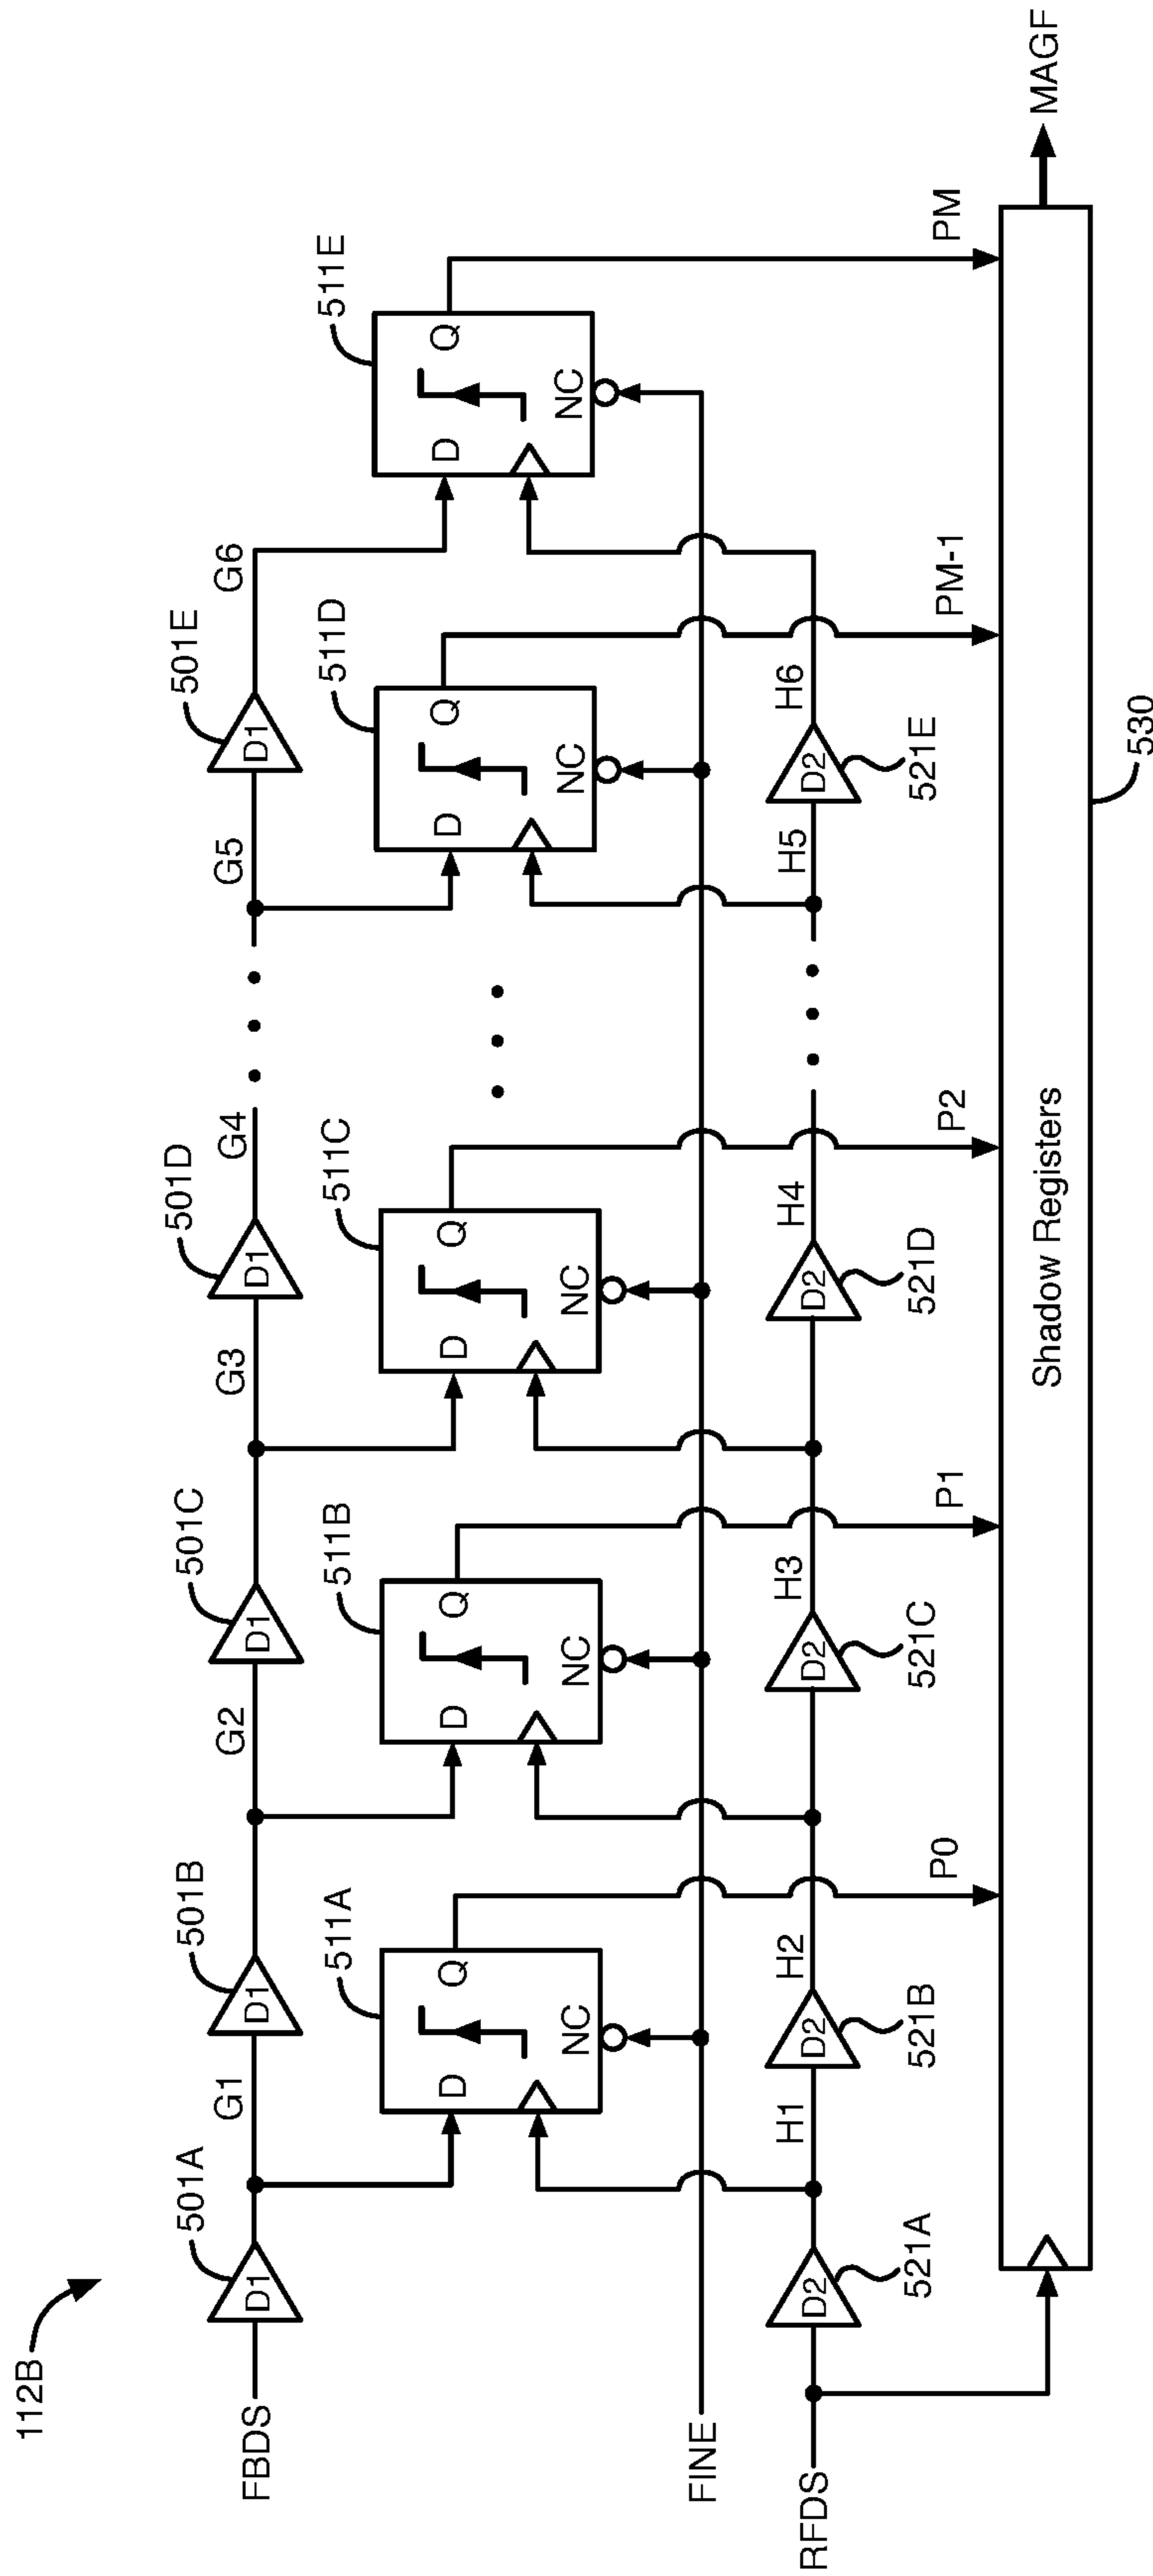 112B
501A
501B
501C
501D
501E
FBDS
D1
G1
D1
G2
D1
G3
D1
G4
G5
D1
G6
511A
511B
511C
511D
511E
D
Q
NC
D
Q
NC
D
Q
NC
D
Q
NC
D
Q
NC
FINE
RFDS
D2
H1
D2
H2
D2
H3
D2
H4
H5
D2
H6
521A
521B
521C
521D
521E
P0
P1
P2
PM-1
PM
Shadow Registers
MAGF
530